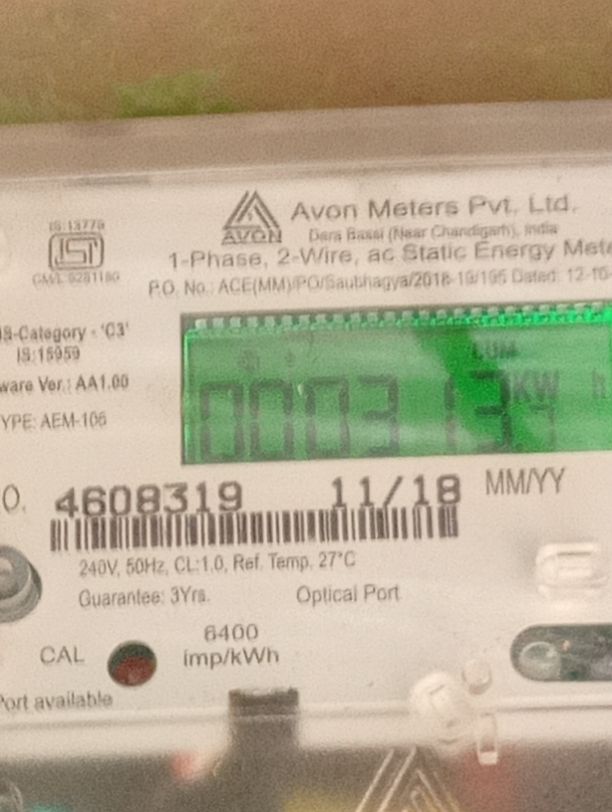 IS:13779
AVON
Avon Meters Pvt. Ltd.
Dera Bassi (Near Chandigarh), India
1-Phase, 2-Wire, ac Static Energy Mete
P.O. No.: ACE(MM)/PO/Saubhagya/2018-19/195 Dated: 12-10-
S-Category - 'C3'
IS:15959
ware Ver.: AA1.00
YPE: AEM-106
CUM
KW h
O. 4608319 11/18 MM/YY
240V, 50Hz, CL:1.0, Ref. Temp. 27°C
Guarantee: 3Yrs. Optical Port
CAL
6400
imp/kWh
Port available